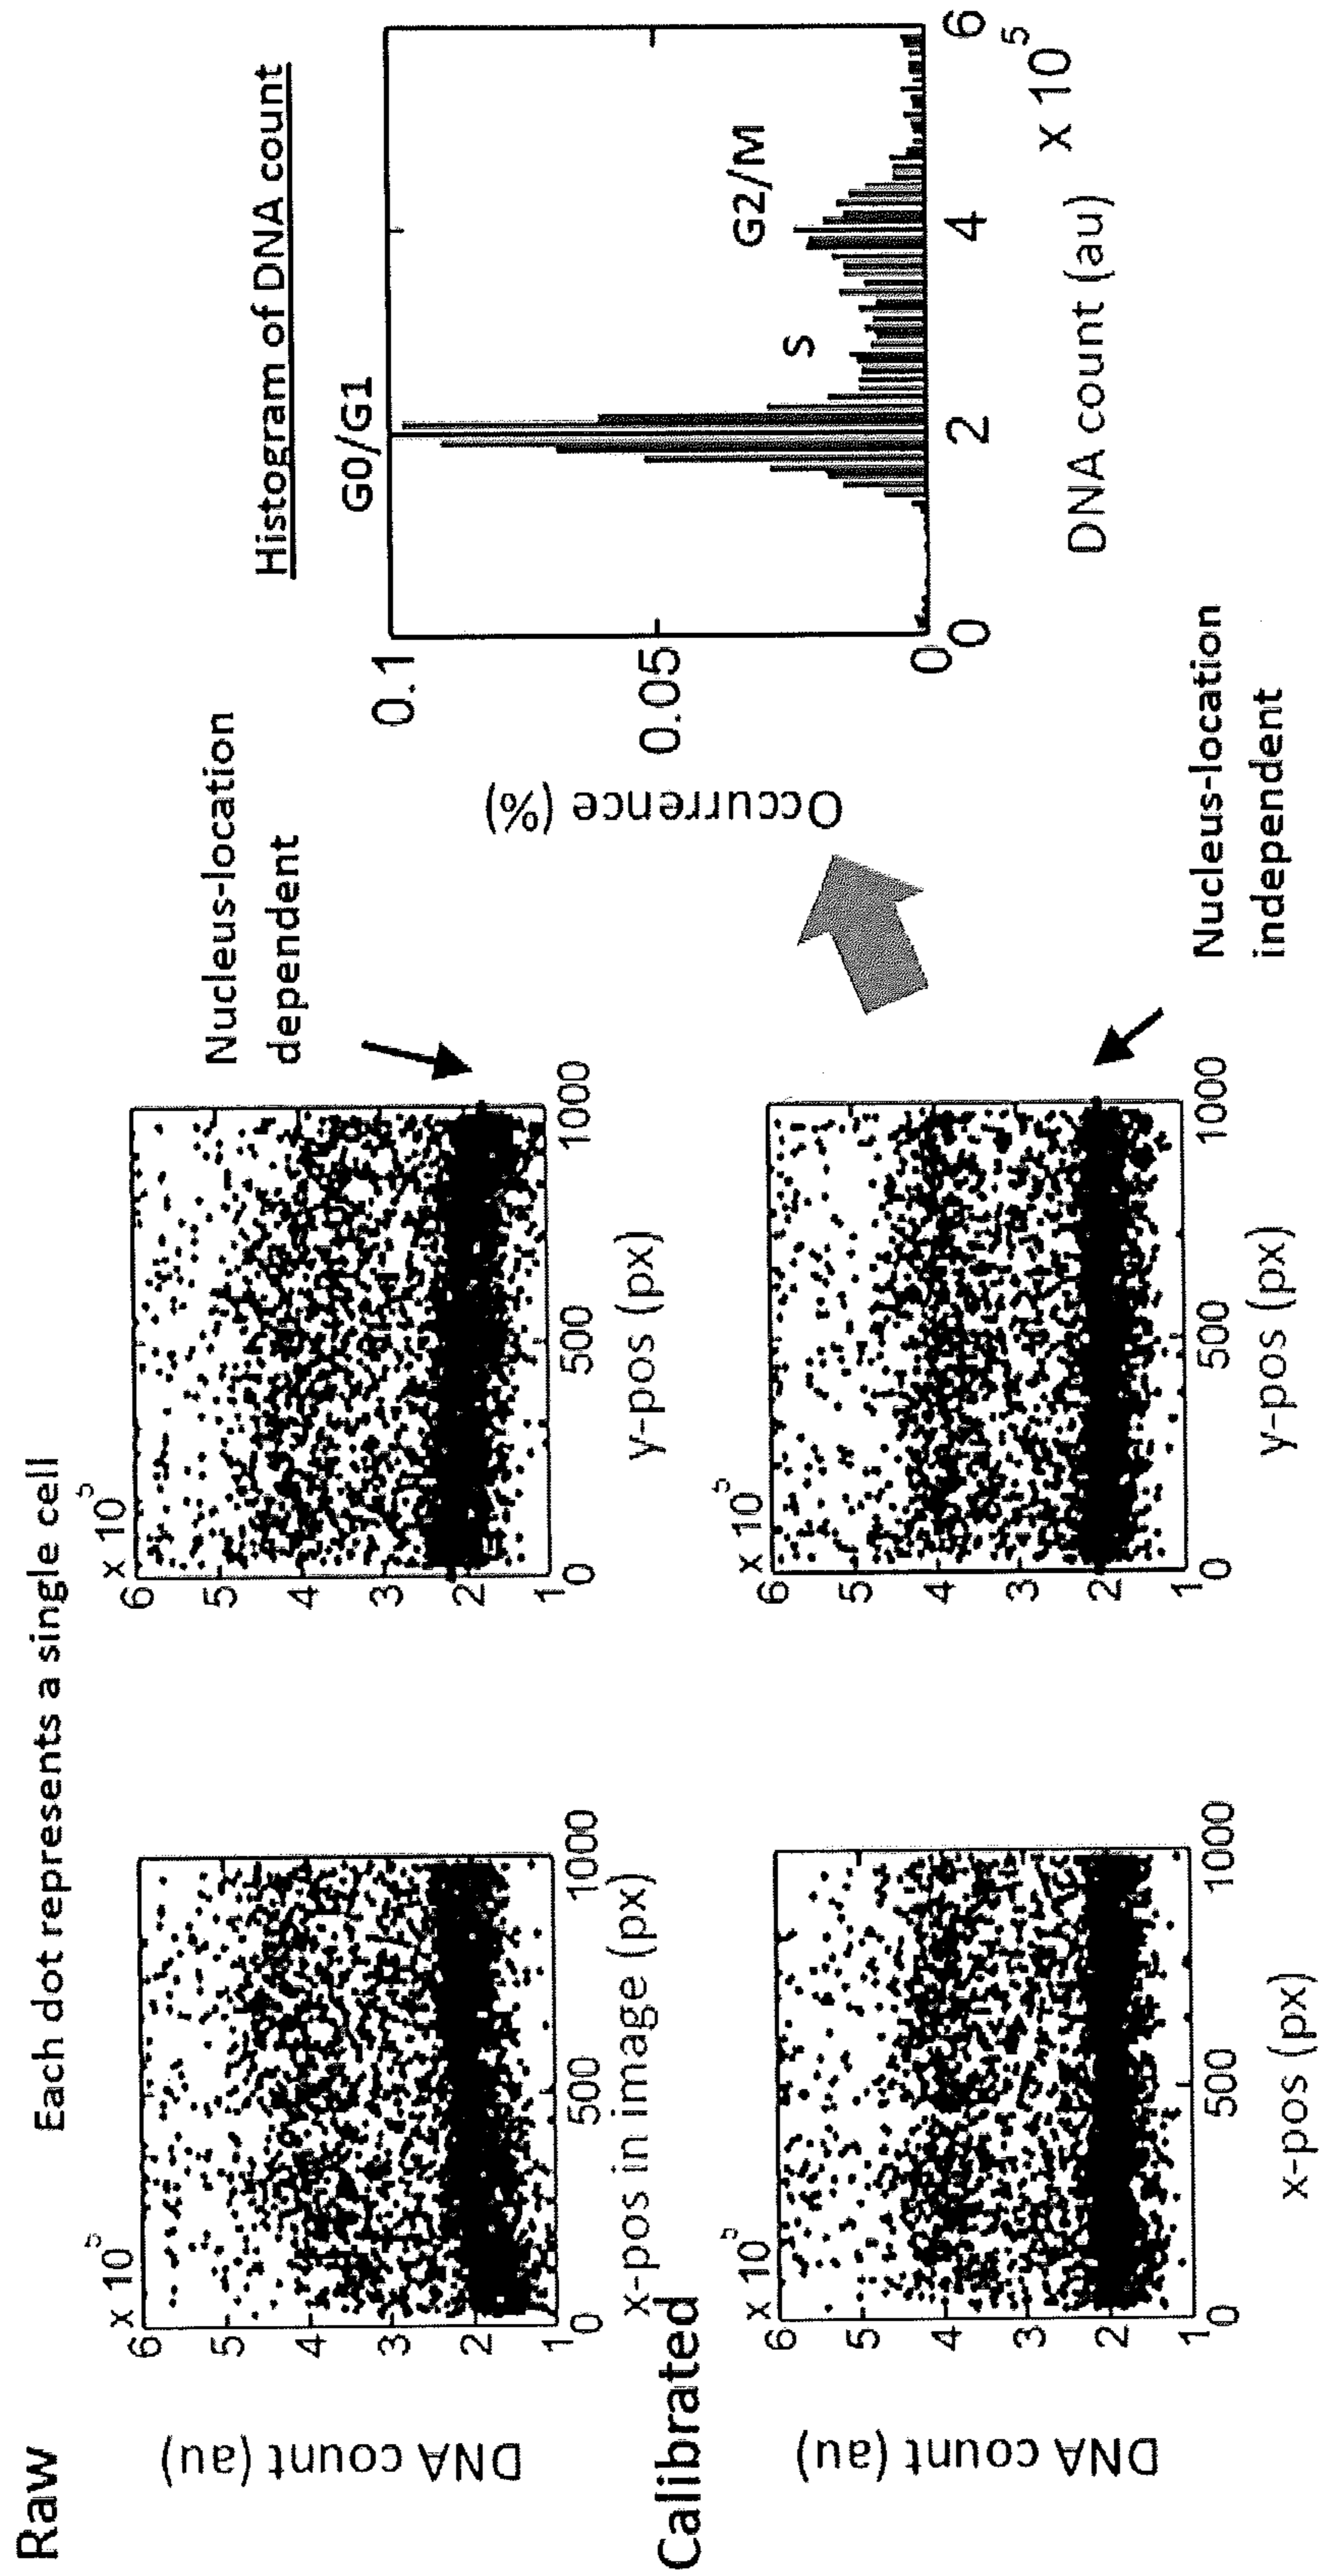 Raw
Each dot represents a single cell
x 10^5
6
5
4
3
2
1
0
500
1000
DNA count (au)
x-pos in image (px)
x 10^5
6
5
4
3
2
1
0
500
1000
y-pos (px)
Nucleus-location
dependent
Calibrated
x 10^5
6
5
4
3
2
1
0
500
1000
DNA count (au)
x-pos (px)
x 10^5
6
5
4
3
2
1
0
500
1000
y-pos (px)
Nucleus-location
independent
Histogram of DNA count
G0/G1
S
G2/M
0.1
0.05
0
Occurrence (%)
0
2
4
6
x 10^5
DNA count (au)